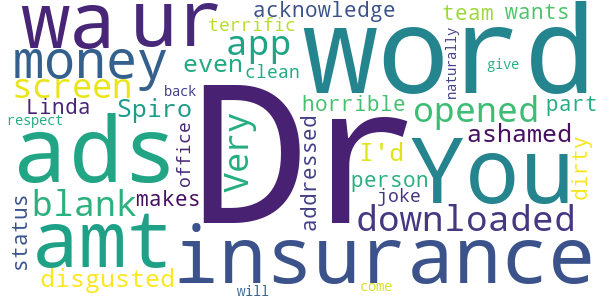 wa ur word
acknowledge
team wants
terrific
money app
even clean
naturally
give
back
screen
Linda Spiro
horrible
opened part
respect
ads Dr You
office
Very
addressed
I'd
ashamed
dirty
person
joke
makes
blank
status
amt
downloaded
insurance
disgusted
will
come